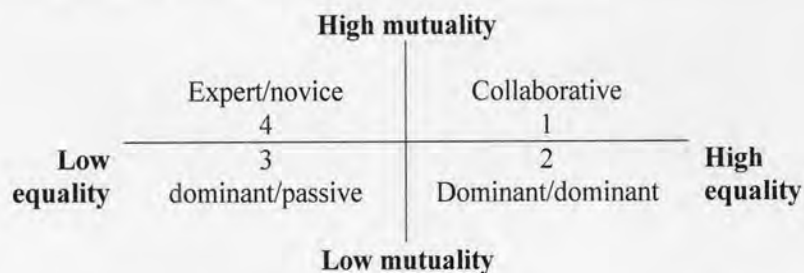 High mutuality
Expert/novice Collaborative
4 1
Low 3 2 High
equality dominant/passive Dominant/dominant equality
Low mutuality